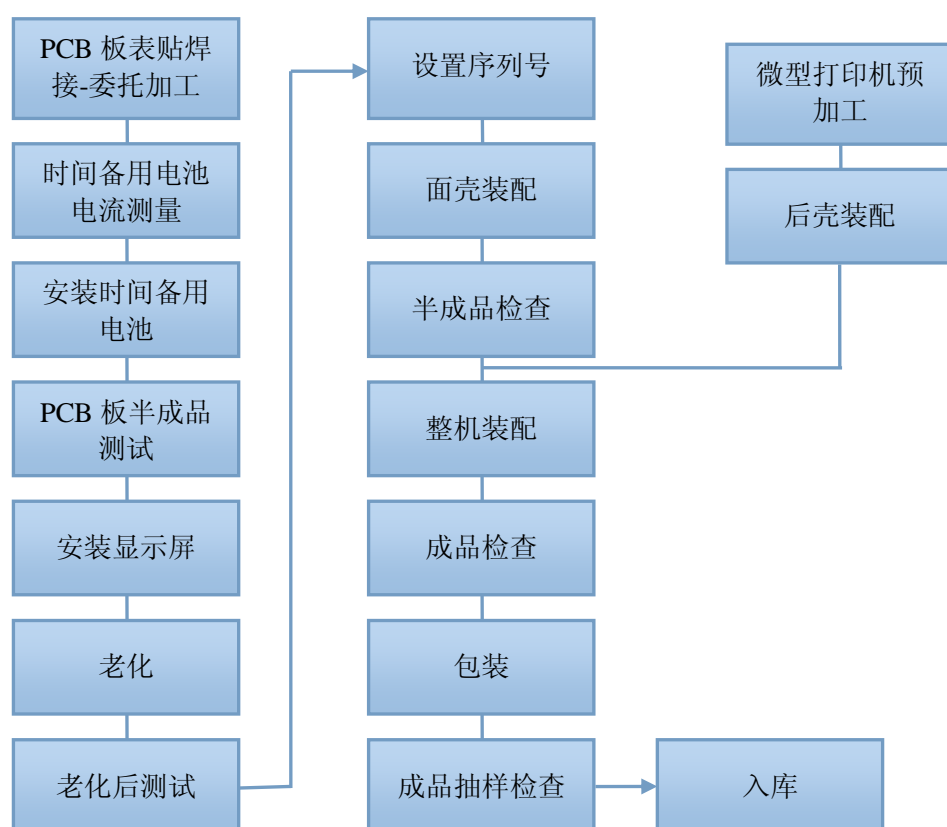 PCB 板表贴焊
接-委托加工
时间备用电池
电流测量
安装时间备用
电池
PCB 板半成品
测试
安装显示屏
老化
老化后测试
设置序列号
面壳装配
半成品检查
整机装配
成品检查
包装
成品抽样检查
微型打印机预
加工
后壳装配
入库